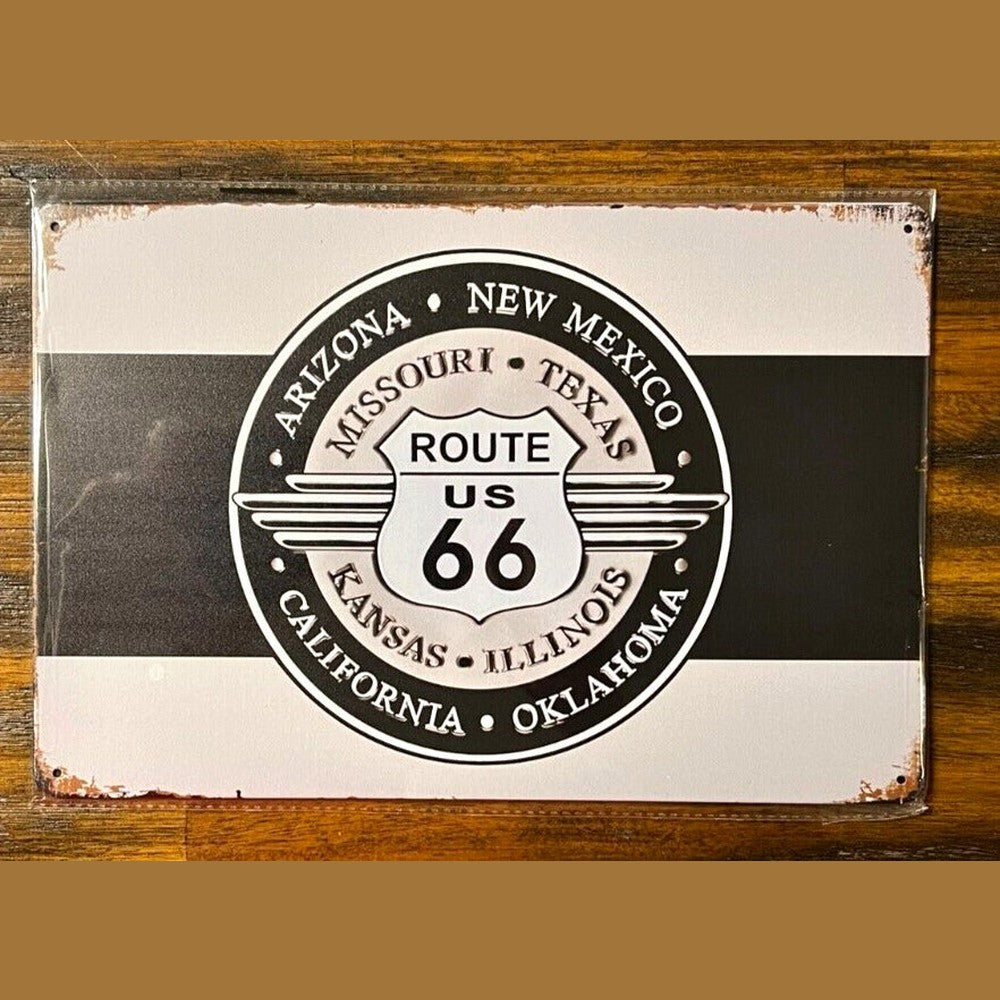 ARIZONA • NEW MEXICO
MISSOURI • TEXAS
ROUTE
US
66
KANSAS • ILLINOIS
CALIFORNIA • OKLAHOMA